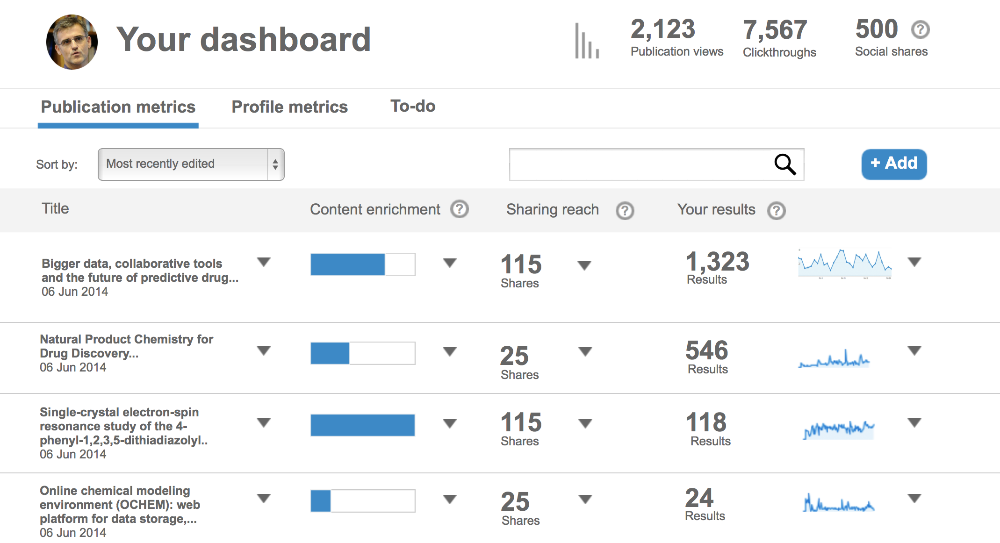 Your dashboard
2,123
Publication views
7,567
Clickthroughs
500
?
Social shares
Publication metrics
Profile metrics
To-do
Sort by:
Most recently edited
+ Add
Title
Content enrichment ?
Sharing reach ?
Your results ?
Bigger data, collaborative tools
and the future of predictive drug...
06 Jun 2014
115
Shares
1,323
Results
Natural Product Chemistry for
Drug Discovery...
06 Jun 2014
25
Shares
546
Results
Single-crystal electron-spin
resonance study of the 4-
phenyl-1,2,3,5-dithiadiazolyl..
06 Jun 2014
115
Shares
118
Results
Online chemical modeling
environment (OCHEM): web
platform for data storage,...
06 Jun 2014
25
Shares
24
Results